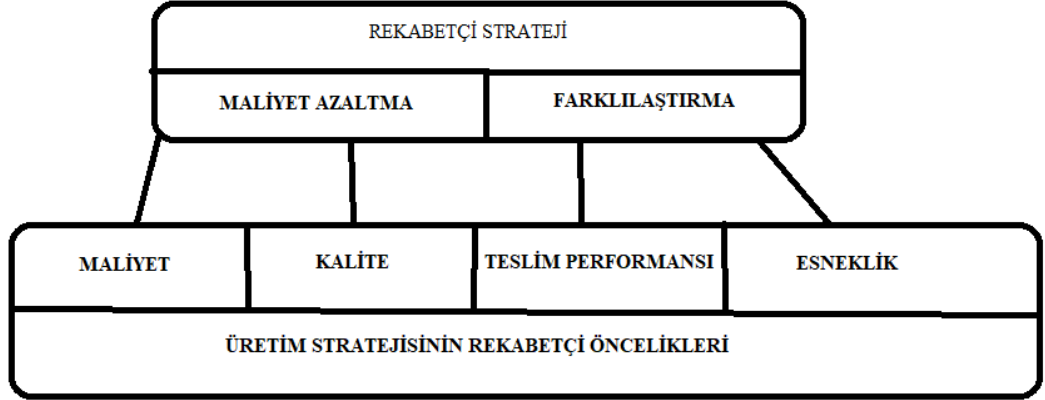 REKABETÇİ STRATEJİ
MALİYET AZALTMA
FARKLILAŞTIRMA
MALİYET
KALİTE
TESLİM PERFORMANSI
ESNEKLİK
ÜRETİM STRATEJİSİNİN REKABETÇİ ÖNCELİKLERİ